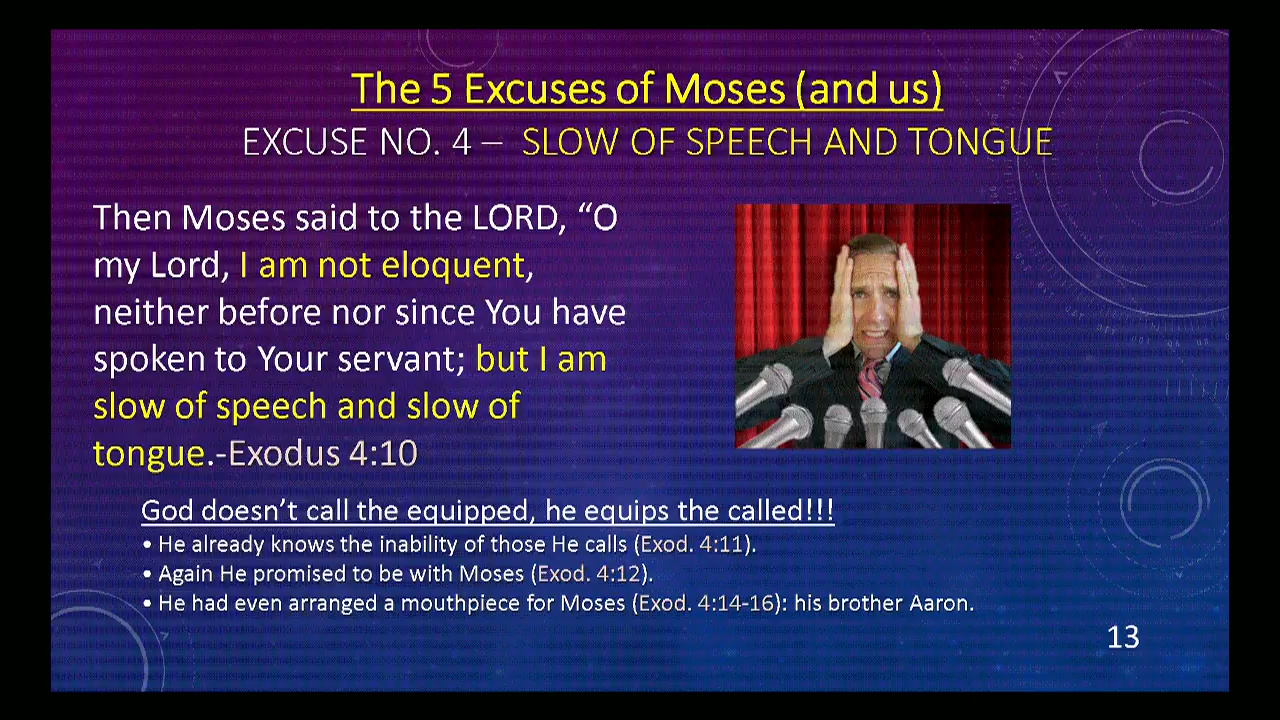 The 5 Excuses of Moses (and us)
EXCUSE NO. 4 – SLOW OF SPEECH AND TONGUE
Then Moses said to the LORD, “O
my Lord, I am not eloquent,
neither before nor since You have
spoken to Your servant; but I am
slow of speech and slow of
tongue.-Exodus 4:10
God doesn’t call the equipped, he equips the called!!!
• He already knows the inability of those He calls (Exod. 4:11).
• Again He promised to be with Moses (Exod. 4:12).
• He had even arranged a mouthpiece for Moses (Exod. 4:14-16): his brother Aaron.
13